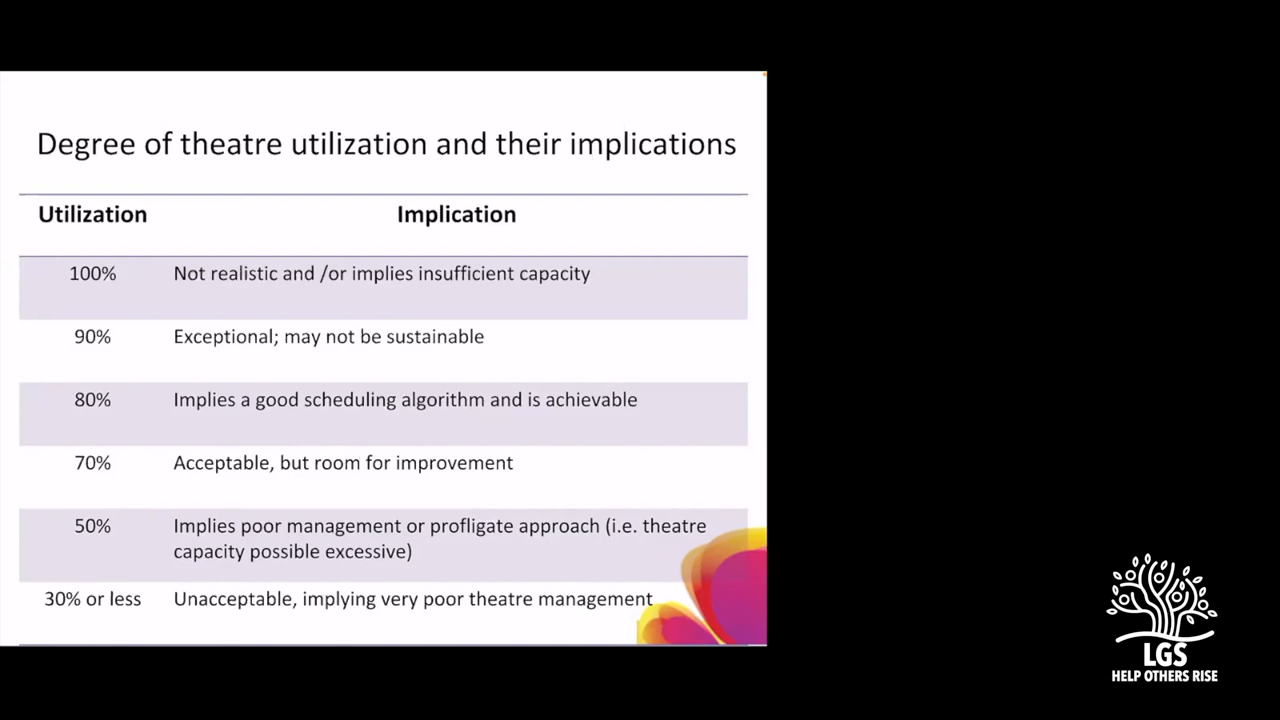 Degree of theatre utilization and their implications
Utilization Implication
100% Not realistic and /or implies insufficient capacity
90% Exceptional; may not be sustainable
80% Implies a good scheduling algorithm and is achievable
70% Acceptable, but room for improvement
50% Implies poor management or profligate approach (i.e. theatre
capacity possible excessive)
30% or less Unacceptable, implying very poor theatre management
LGS
HELP OTHERS RISE